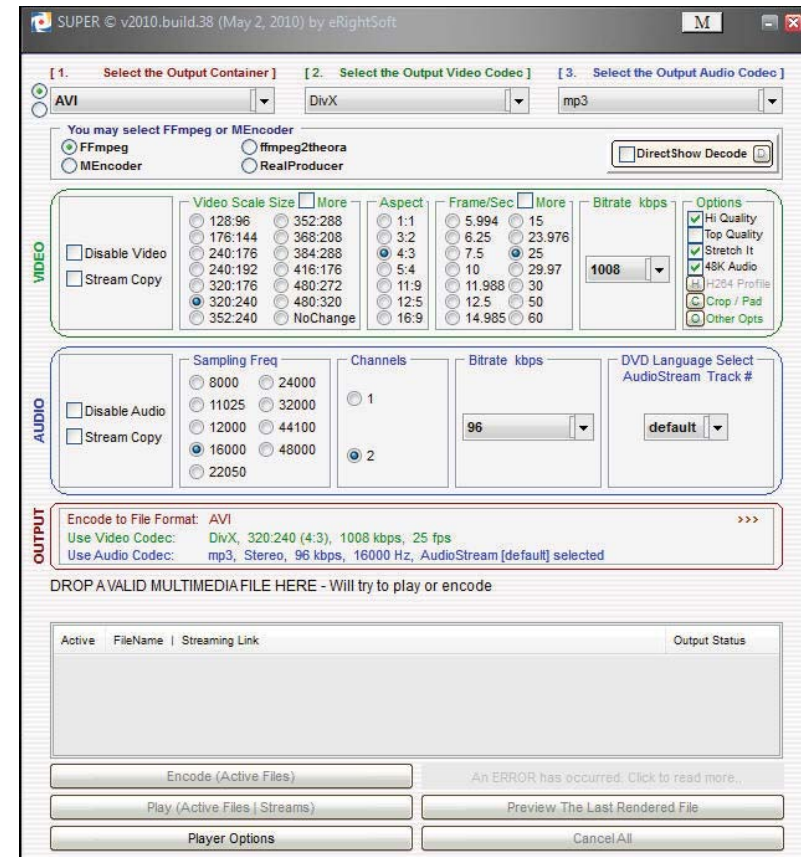 SUPER © v2010.build.38 (May 2, 2010) by eRightSoft M
[ 1. Select the Output Container ] [ 2. Select the Output Video Codec ] [ 3. Select the Output Audio Codec ]
AVI DivX mp3
You may select FFmpeg or MEncoder
FFmpeg ffmpeg2theora
MEncoder RealProducer
DirectShow Decode D
VIDEO
Disable Video
Stream Copy
Video Scale Size More
128:96 352:288
176:144 368:208
240:176 384:288
240:192 416:176
320:176 480:272
320:240 480:320
352:240 NoChange
Aspect
1:1
3:2
4:3
5:4
11:9
12:5
16:9
Frame/Sec More
5.994 15
6.25 23.976
7.5 25
10 29.97
11.988 30
12.5 50
14.985 60
Bitrate kbps
1008
Options
Hi Quality
Top Quality
Stretch It
48K Audio
H H264 Profile
C Crop / Pad
O Other Opts
AUDIO
Disable Audio
Stream Copy
Sampling Freq
8000 24000
11025 32000
12000 44100
16000 48000
22050
Channels
1
2
Bitrate kbps
96
DVD Language Select
AudioStream Track #
default
OUTPUT
Encode to File Format: AVI >>>
Use Video Codec: DivX, 320:240 (4:3), 1008 kbps, 25 fps
Use Audio Codec: mp3, Stereo, 96 kbps, 16000 Hz, AudioStream [default] selected
DROP A VALID MULTIMEDIA FILE HERE - Will try to play or encode
Active FileName | Streaming Link Output Status
Encode (Active Files) An ERROR has occurred. Click to read more..
Play (Active Files | Streams) Preview The Last Rendered File
Player Options Cancel All